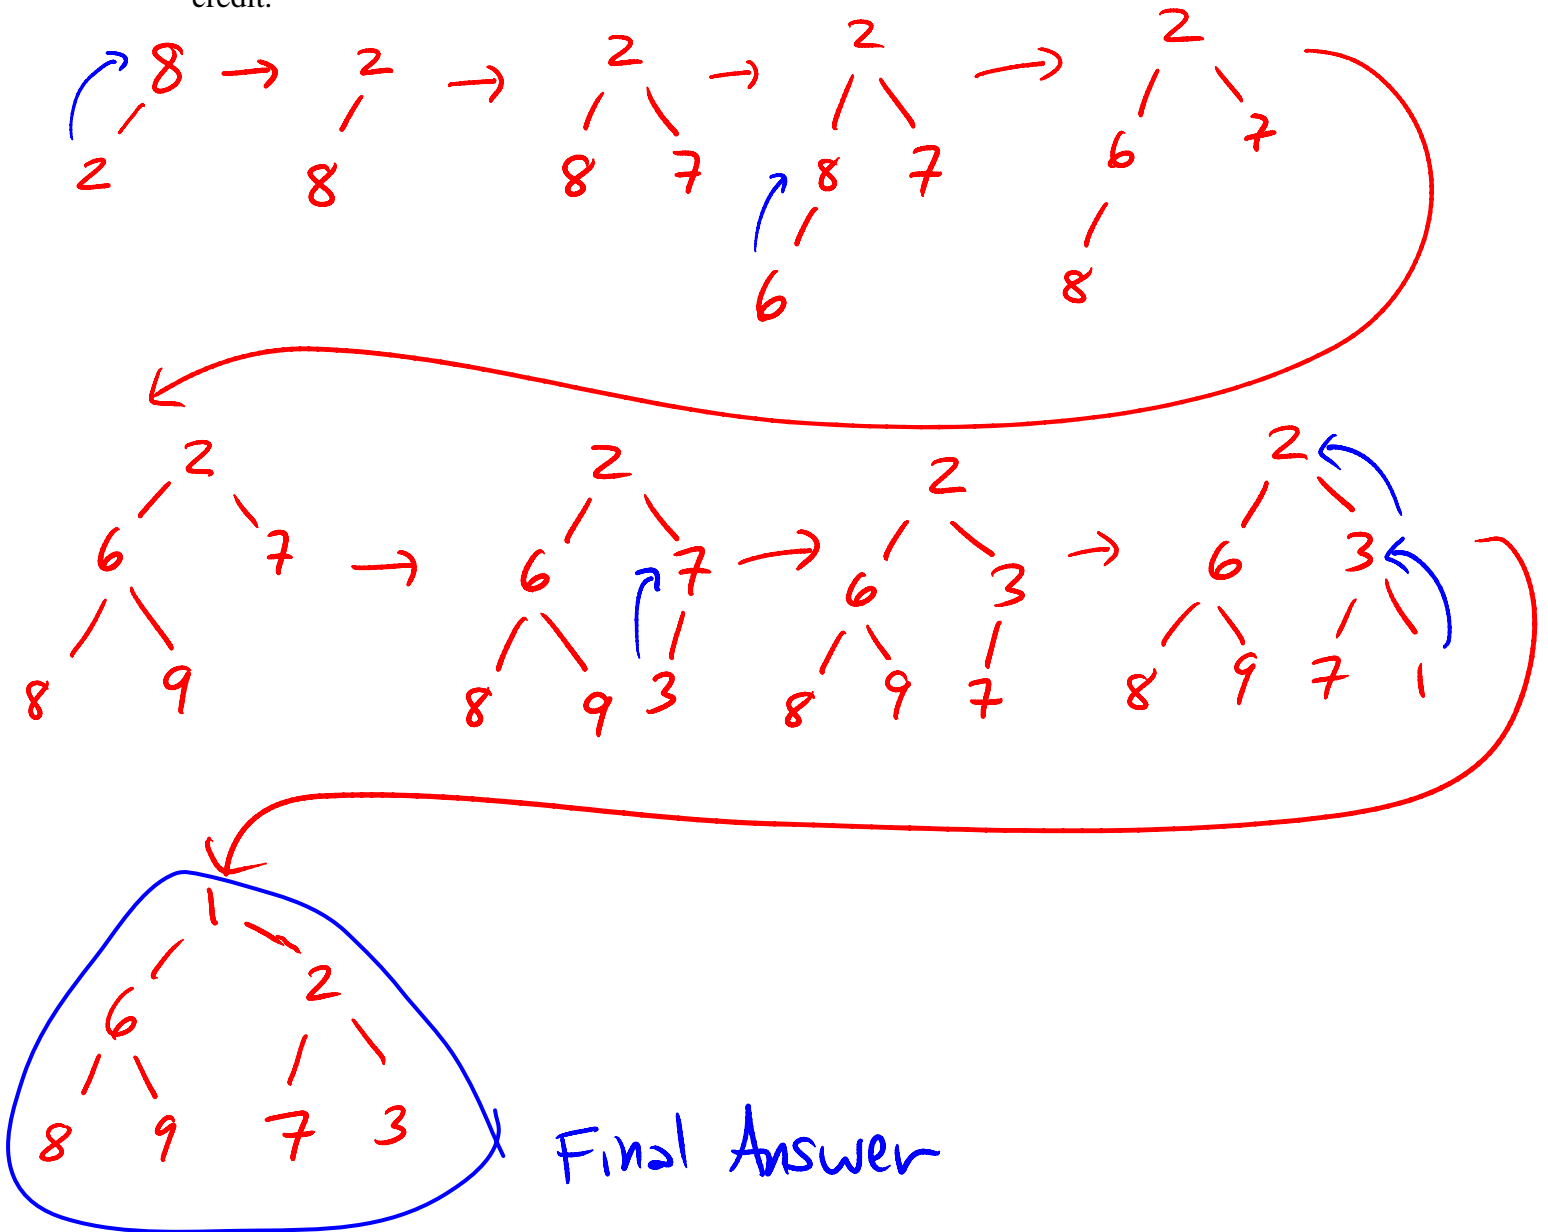 credit.
8 2 2 2 2
2 8 8 7 8 7 6 7
6 8
2 2 2 2
6 7 6 7 6 3 6 3
8 9 8 9 3 8 9 7 8 9 7 1
1
6 2
8 9 7 3
Final Answer